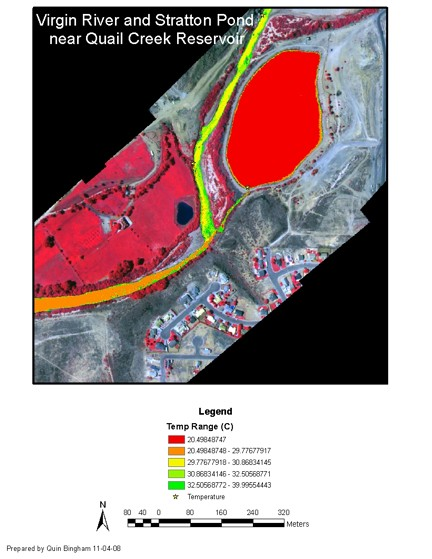 Virgin River and Stratton Pond
near Quail Creek Reservoir
Legend
Temp Range (C)
20.49848747
20.49848748 - 29.77677917
29.77677918 - 30.86834145
30.86834146 - 32.50568771
32.50568772 - 39.99554443
Temperature
N
80 40 0 80 160 240 320
Meters
Prepared by Quin Bingham 11-04-08